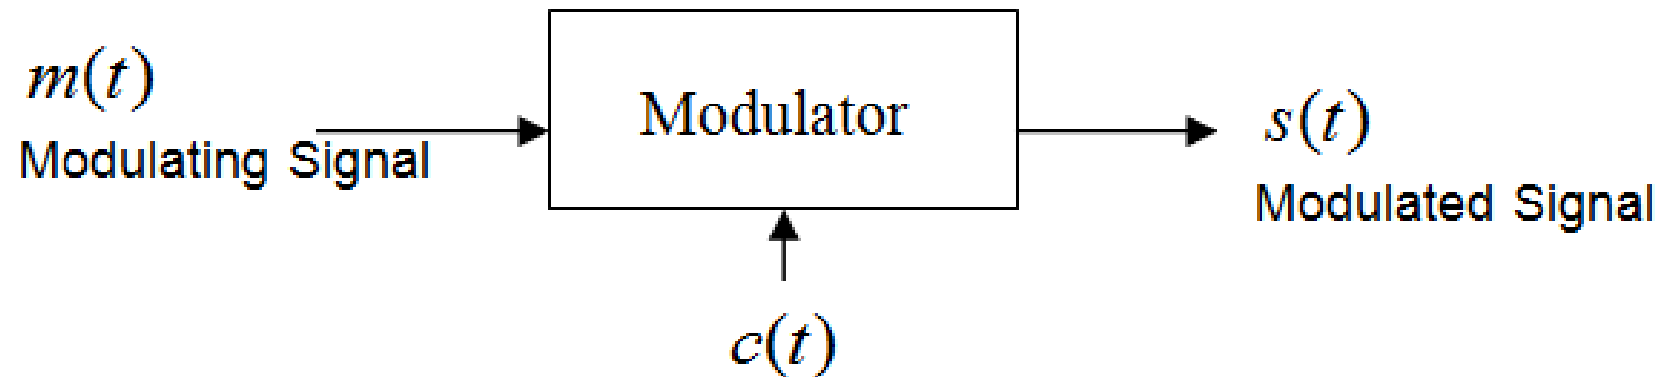 m(t)
Modulating Signal
Modulator
s(t)
Modulated Signal
c(t)